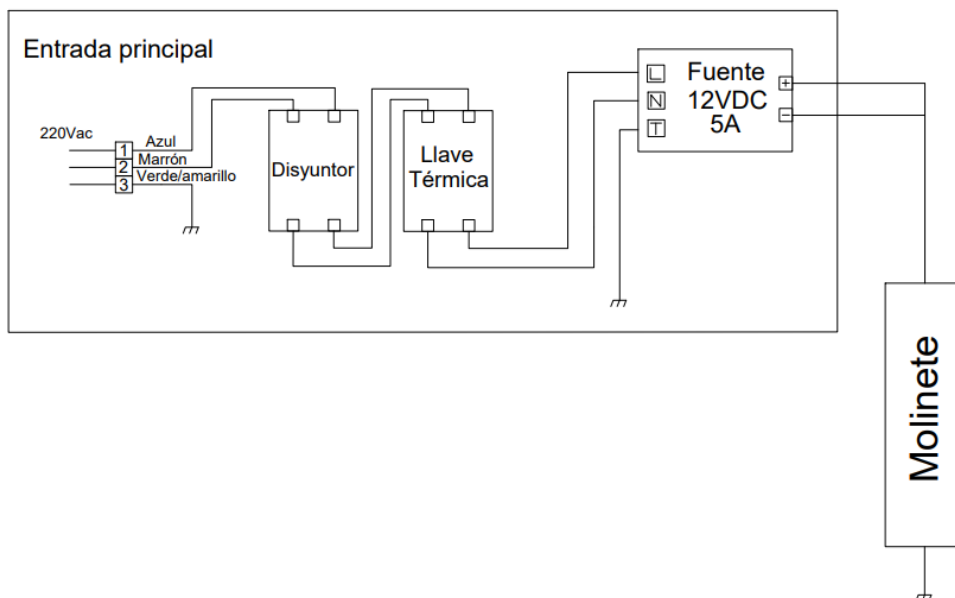 Entrada principal
220Vac
1 Azul
2 Marrón
3 Verde/amarillo
Disyuntor
Llave
Térmica
L Fuente +
N 12VDC
T 5A -
Molinete